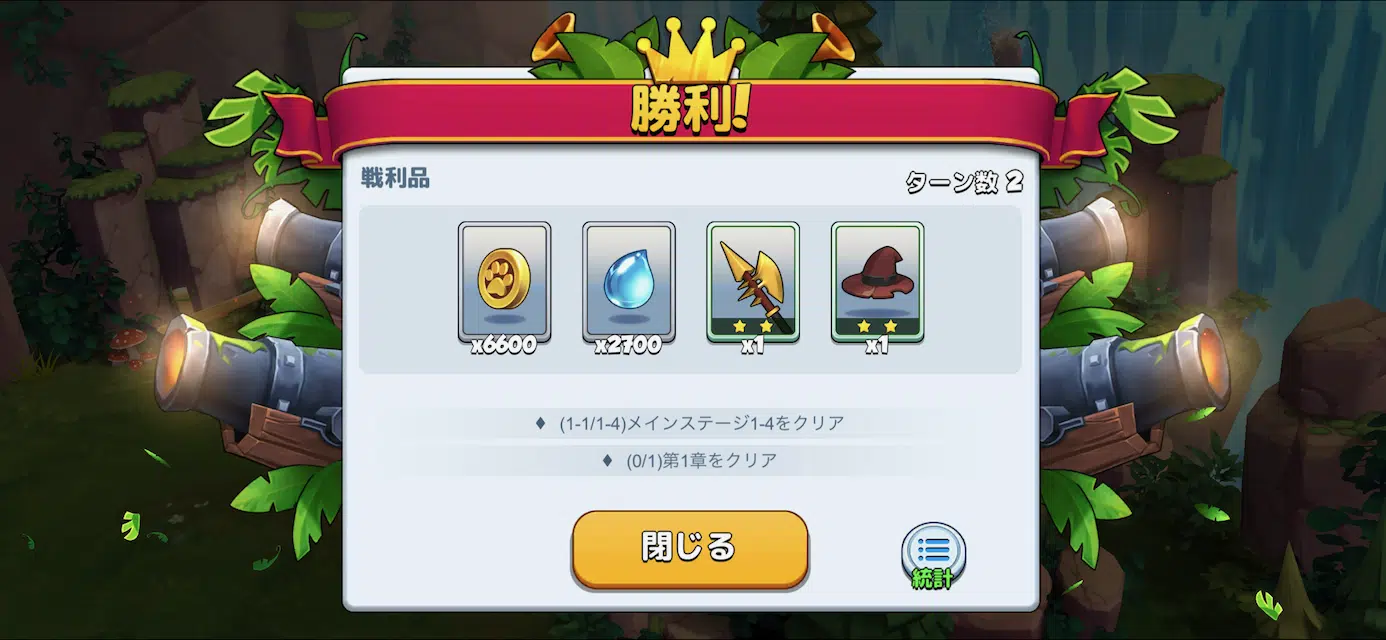 勝利!
戦利品
ターン数 2
x6600 x2700 x1 x1
♦ (1-1/1-4)メインステージ1-4をクリア
♦ (0/1)第1章をクリア
閉じる
統計